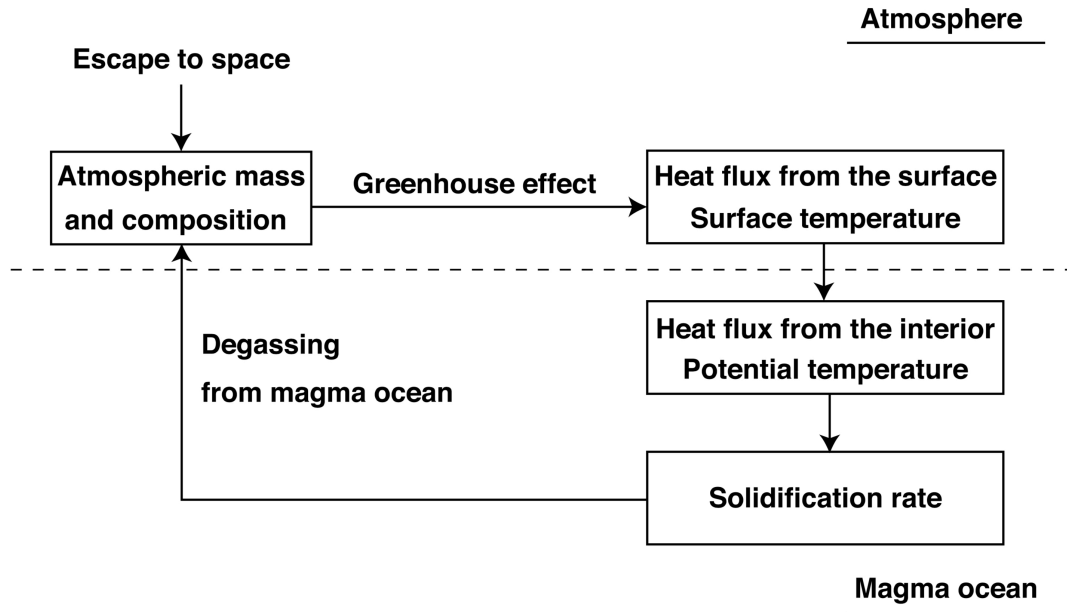 Atmosphere
Escape to space
Atmospheric mass
and composition
Greenhouse effect
Heat flux from the surface
Surface temperature
Heat flux from the interior
Potential temperature
Degassing
from magma ocean
Solidification rate
Magma ocean